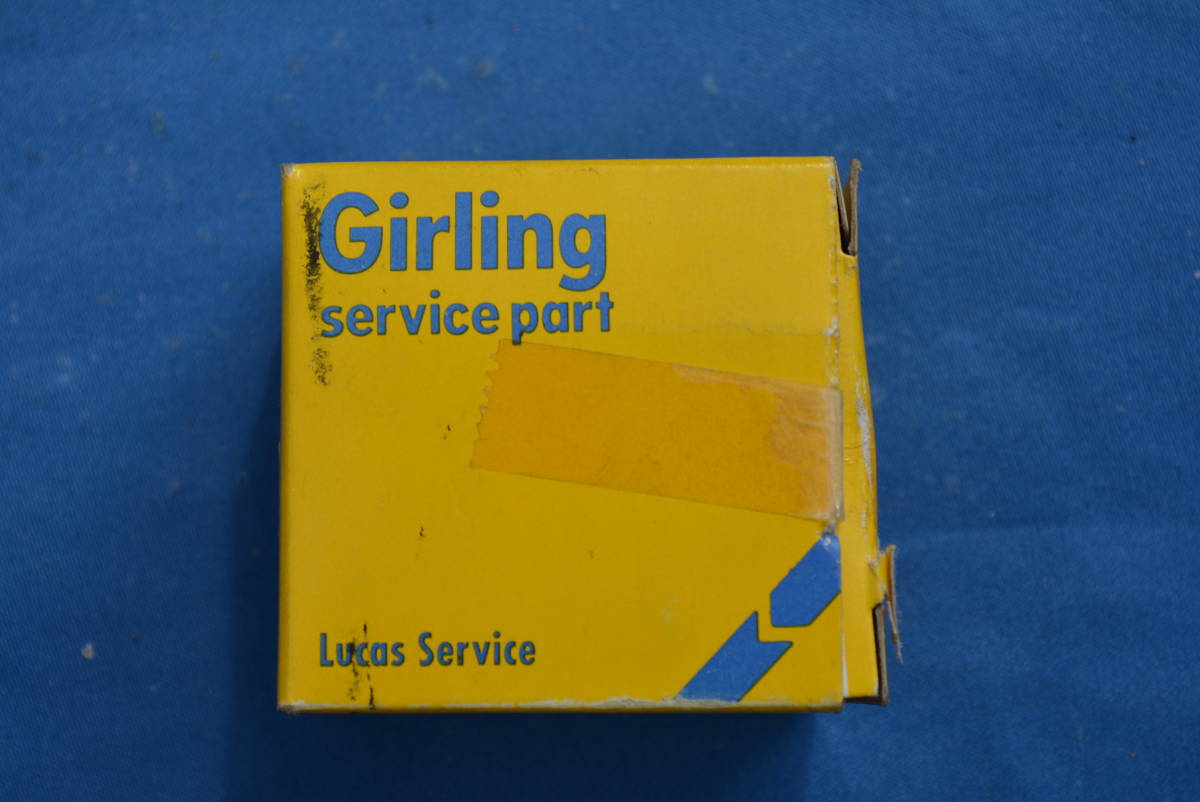 Girling
service part
Lucas Service